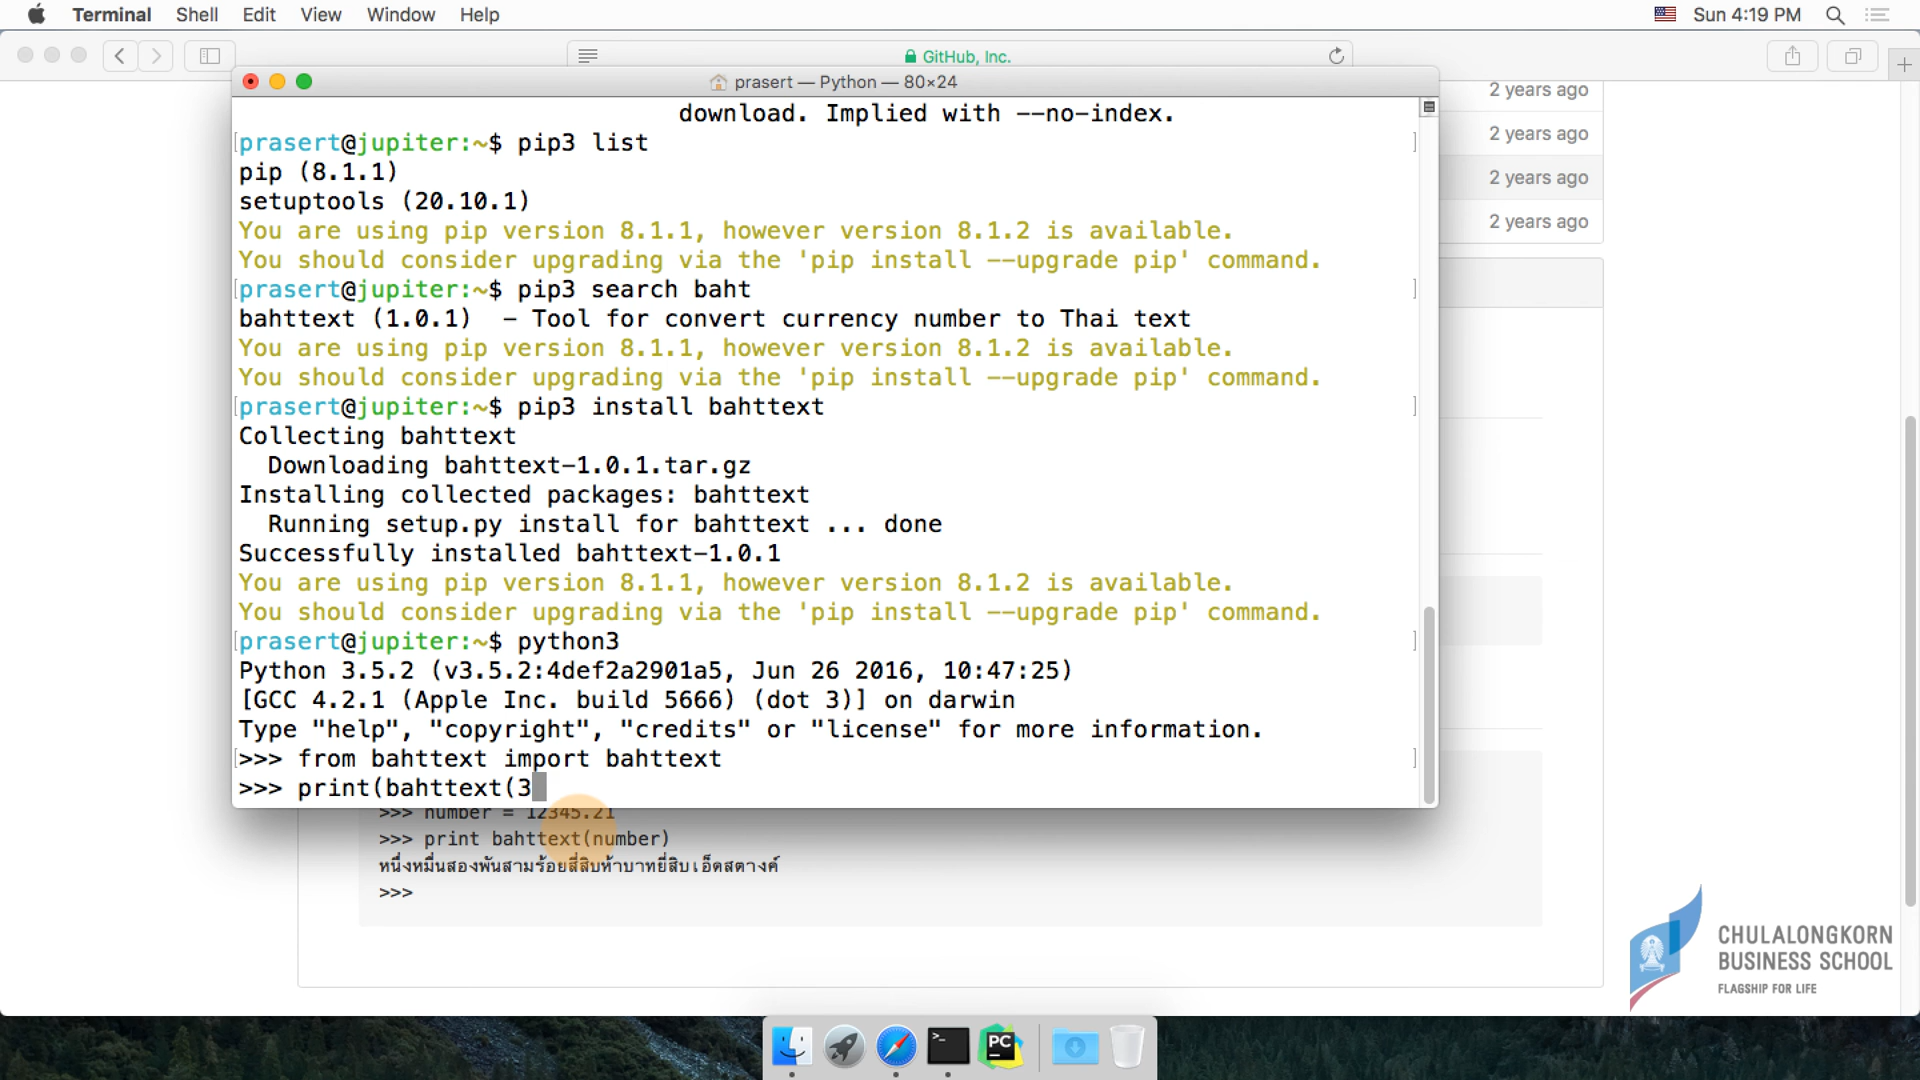 Terminal Shell Edit View Window Help
Sun 4:19 PM
GitHub, Inc.
prasert — Python — 80×24
download. Implied with --no-index.
prasert@jupiter:~$ pip3 list
pip (8.1.1)
setuptools (20.10.1)
You are using pip version 8.1.1, however version 8.1.2 is available.
You should consider upgrading via the 'pip install --upgrade pip' command.
prasert@jupiter:~$ pip3 search baht
bahttext (1.0.1)  - Tool for convert currency number to Thai text
You are using pip version 8.1.1, however version 8.1.2 is available.
You should consider upgrading via the 'pip install --upgrade pip' command.
prasert@jupiter:~$ pip3 install bahttext
Collecting bahttext
  Downloading bahttext-1.0.1.tar.gz
Installing collected packages: bahttext
  Running setup.py install for bahttext ... done
Successfully installed bahttext-1.0.1
You are using pip version 8.1.1, however version 8.1.2 is available.
You should consider upgrading via the 'pip install --upgrade pip' command.
prasert@jupiter:~$ python3
Python 3.5.2 (v3.5.2:4def2a2901a5, Jun 26 2016, 10:47:25)
[GCC 4.2.1 (Apple Inc. build 5666) (dot 3)] on darwin
Type "help", "copyright", "credits" or "license" for more information.
>>> from bahttext import bahttext
>>> print(bahttext(3
2 years ago
2 years ago
2 years ago
2 years ago
>>> number = 12345.21
>>> print bahttext(number)
หนึ่งหมื่นสองพันสามร้อยสี่สิบห้าบาทยี่สิบเอ็ดสตางค์
>>>
CHULALONGKORN
BUSINESS SCHOOL
FLAGSHIP FOR LIFE
PC